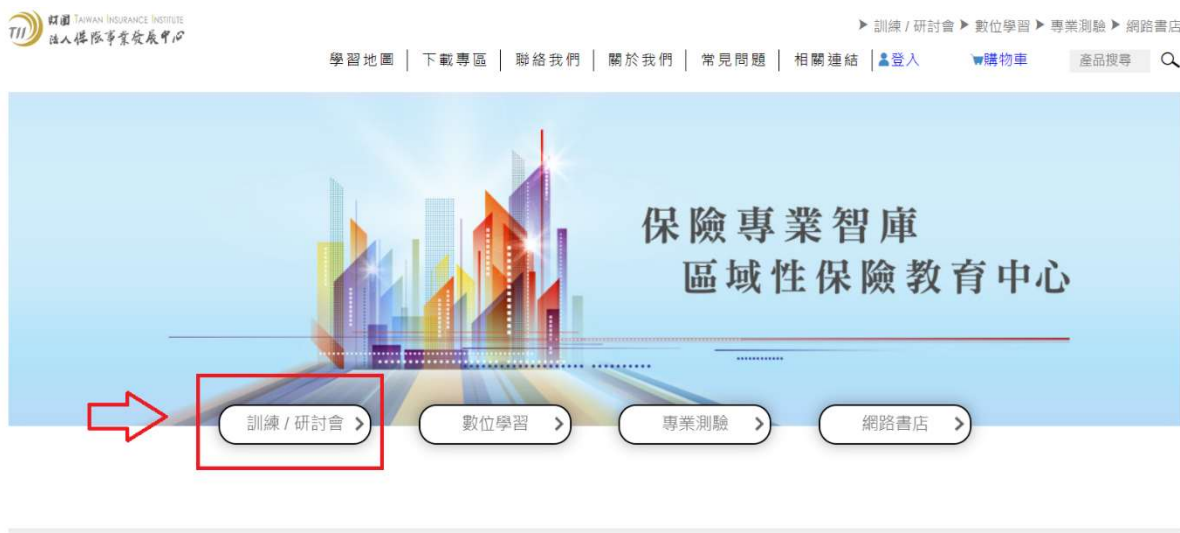 TII 財團 TAIWAN INSURANCE INSTITUTE
法人保險事業發展中心
訓練 / 研討會 數位學習 專業測驗 網路書店
學習地圖 | 下載專區 | 聯絡我們 | 關於我們 | 常見問題 | 相關連結 | 登入 購物車 產品搜尋
保險專業智庫
區域性保險教育中心
訓練 / 研討會 數位學習 專業測驗 網路書店